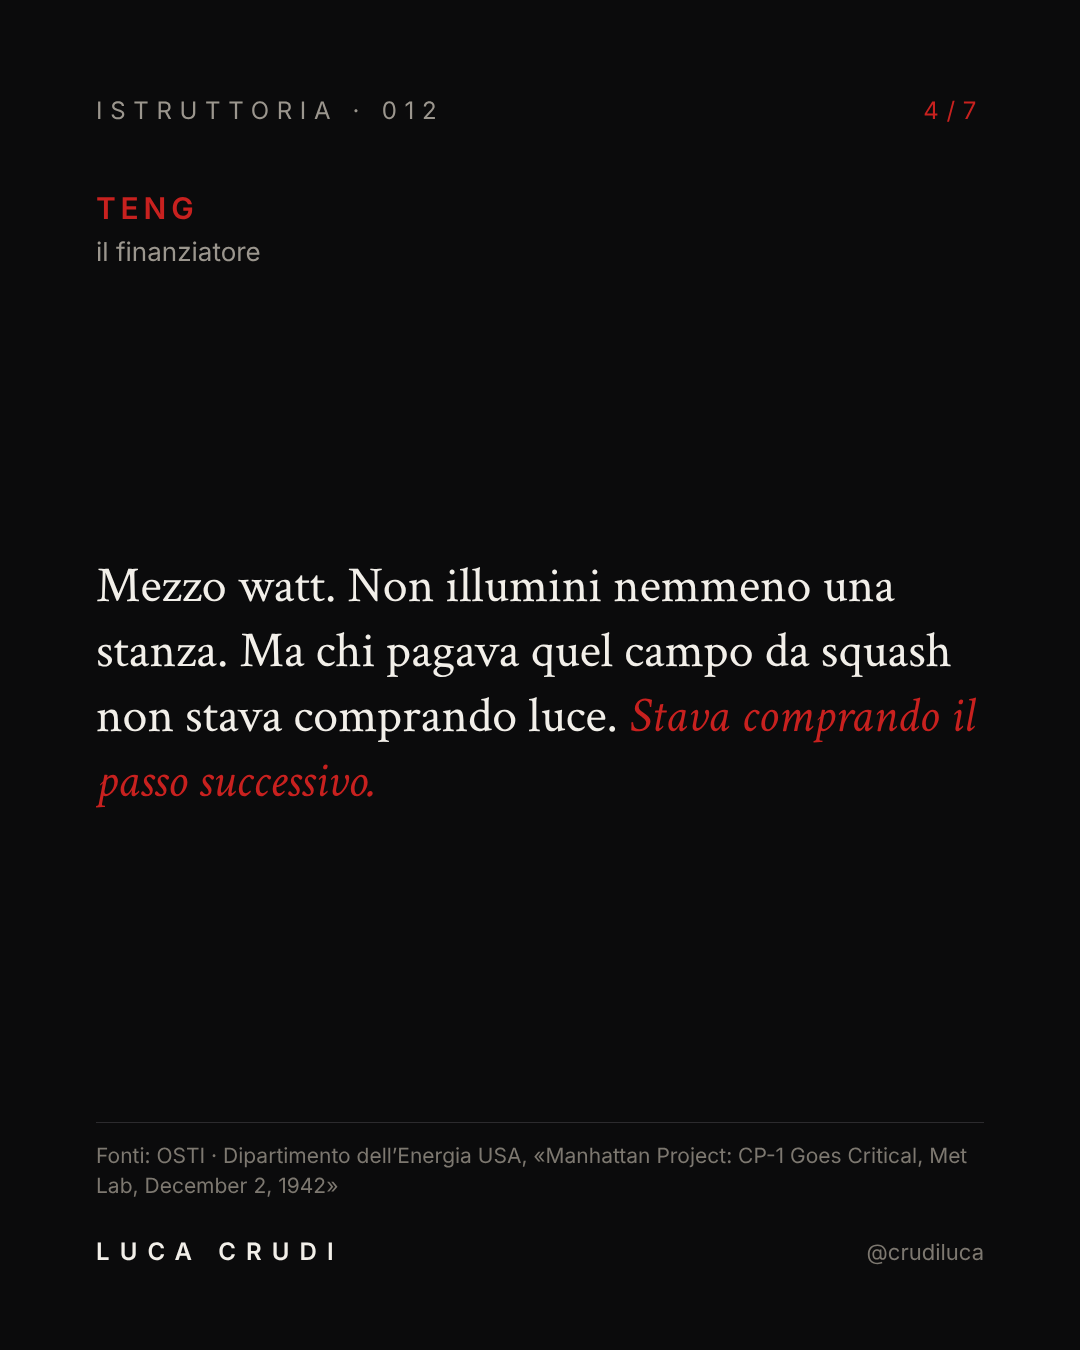 ISTRUTTORIA · 012
4/7
TENG
il finanziatore
Mezzo watt. Non illumini nemmeno una
stanza. Ma chi pagava quel campo da squash
non stava comprando luce. Stava comprando il
passo successivo.
Fonti: OSTI · Dipartimento dell’Energia USA, «Manhattan Project: CP-1 Goes Critical, Met
Lab, December 2, 1942»
LUCA CRUDI
@crudiluca